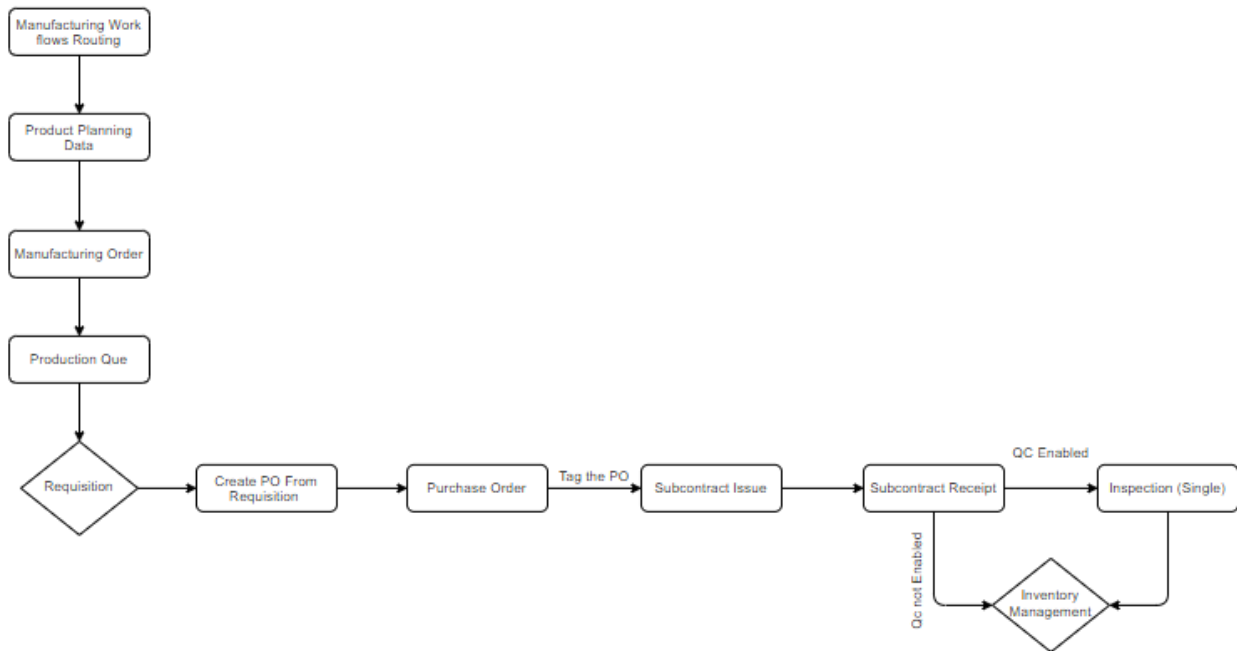 Manufacturing Work
flows Routing
Product Planning
Data
Manufacturing Order
Production Que
Requisition
Create PO From
Requisition
Purchase Order
Tag the PO
Subcontract Issue
Subcontract Receipt
QC Enabled
Inspection (Single)
Qc not Enabled
Inventory
Management